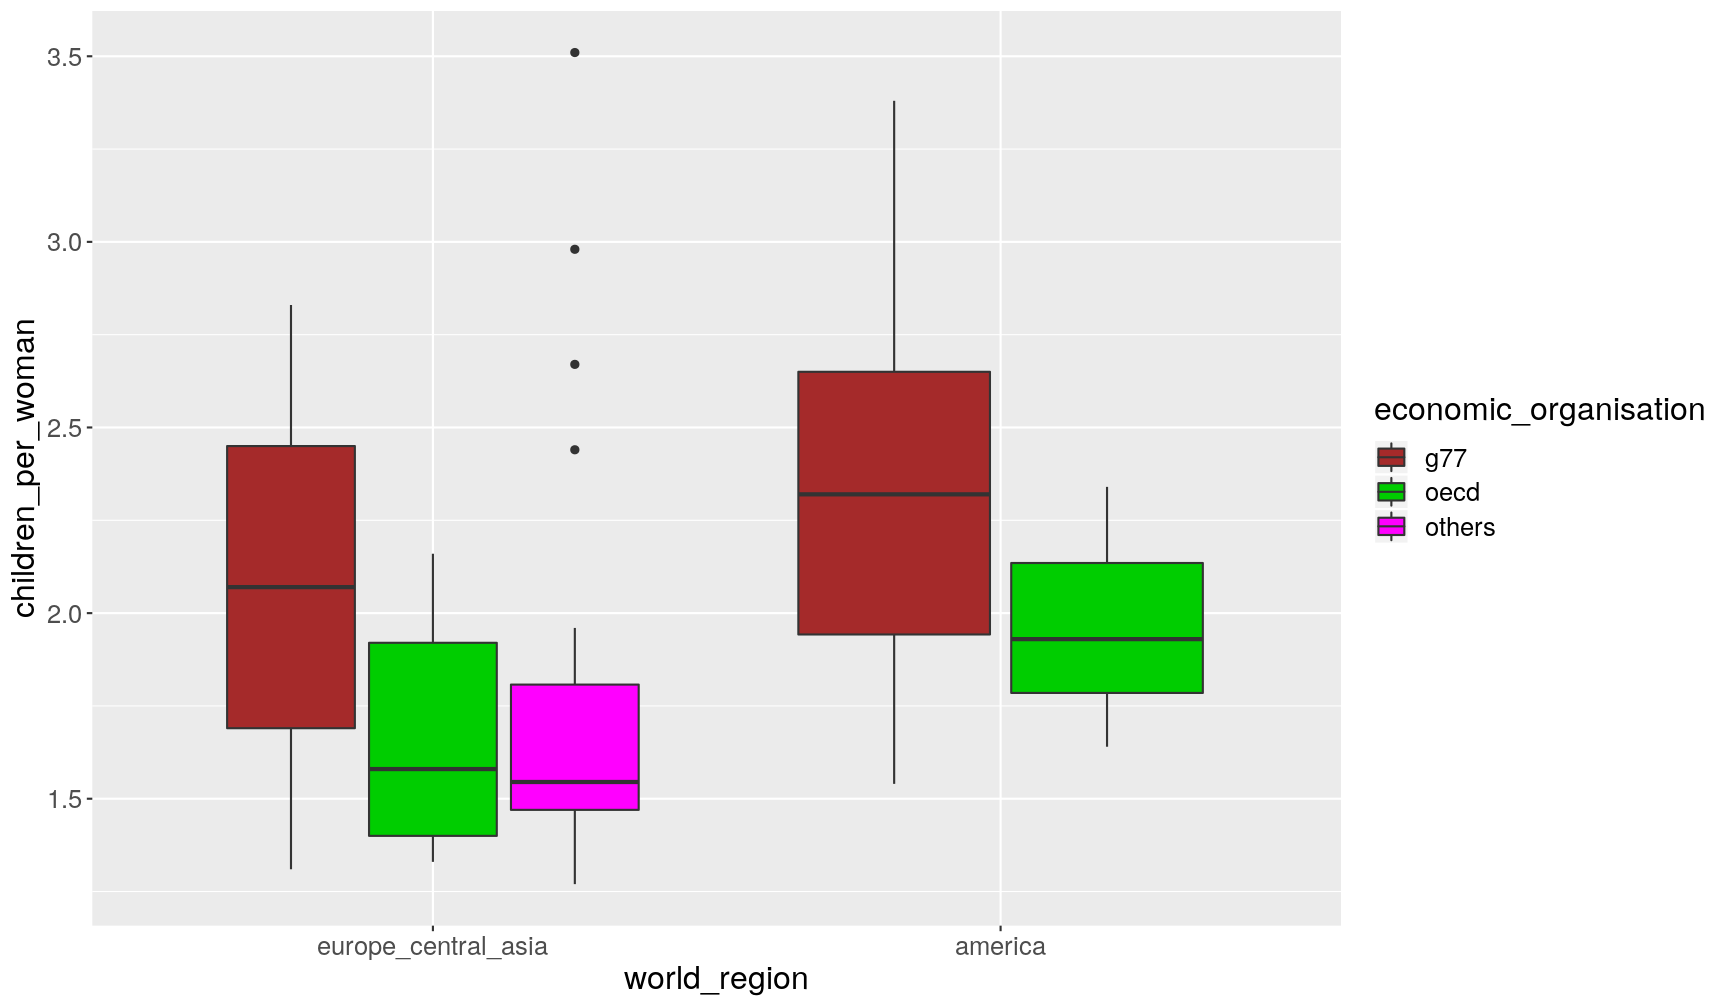 children_per_woman
3.5
3.0
2.5
2.0
1.5
europe_central_asia
america
world_region
economic_organisation
g77
oecd
others